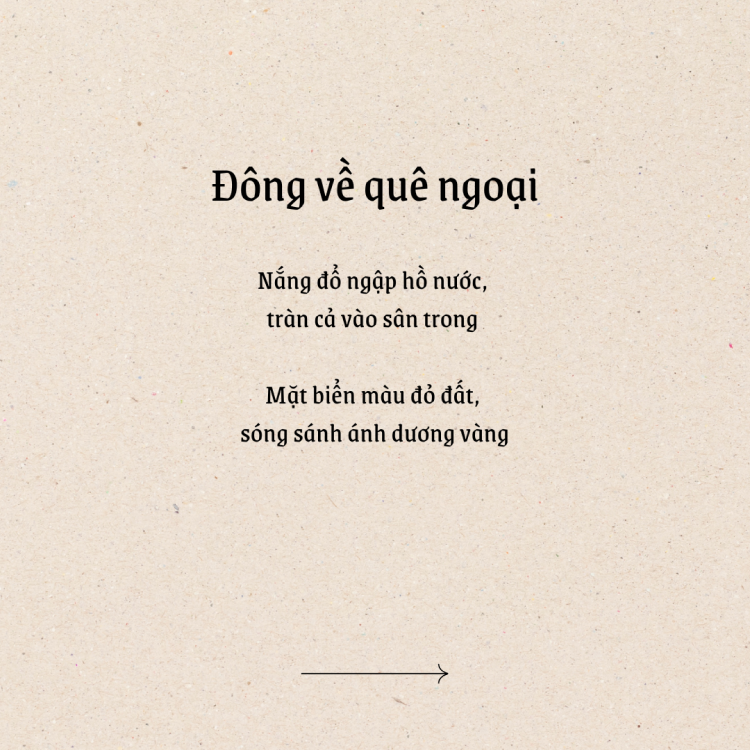 Đông về quê ngoại
Nắng đổ ngập hồ nước,
tràn cả vào sân trong
Mặt biển màu đỏ đất,
sóng sánh ánh dương vàng